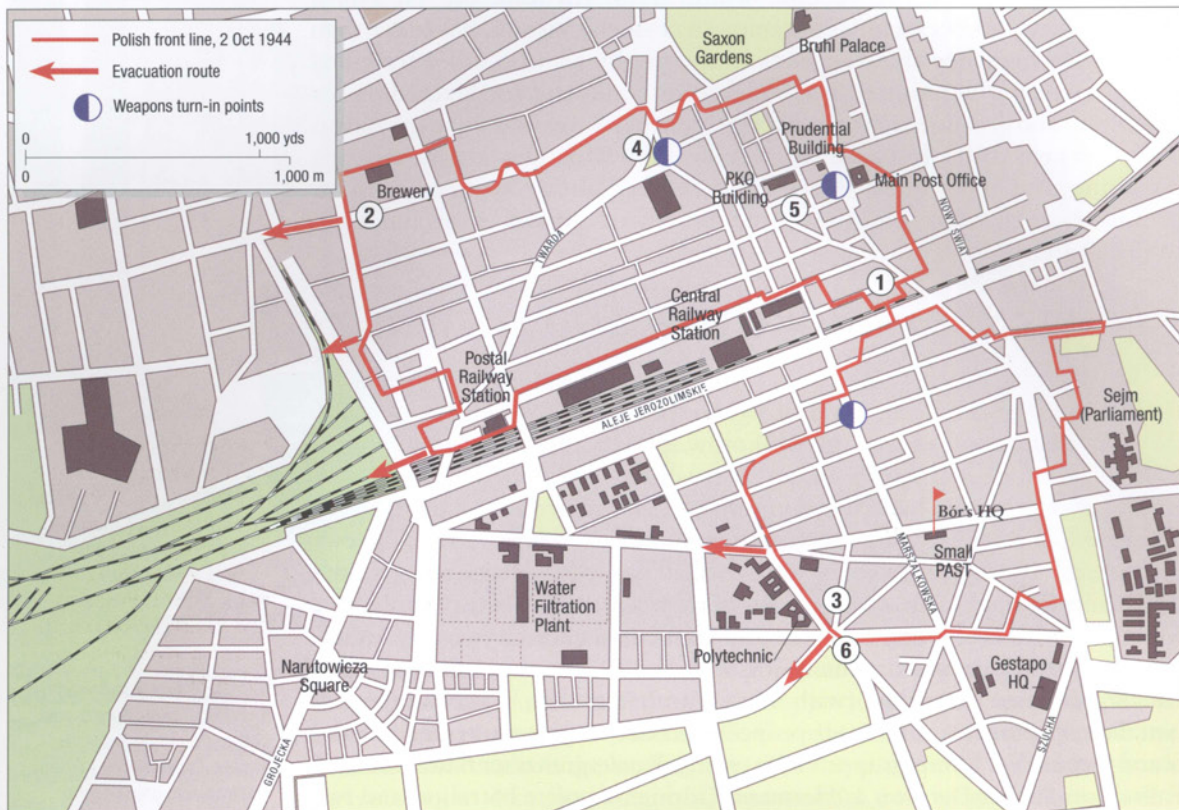 Polish front line, 2 Oct 1944
Evacuation route
Weapons turn-in points
0
1,000 yds
0
1,000 m
Saxon
Gardens
Bruhl Palace
Prudential
Building
4
PKO
Building
Main Post Office
5
Brewery
2
TWARDA
NOWY ŚWIAT
1
Central
Railway
Station
Postal
Railway
Station
ALEJE JEROZOLIMSKIE
Sejm
(Parliament)
Bór's HQ
Small
PAST
MARSZAŁKOWSKA
Water
Filtration
Plant
3
Polytechnic
6
Narutowicza
Square
Gestapo
HQ
GROJECKA
SZUCHA